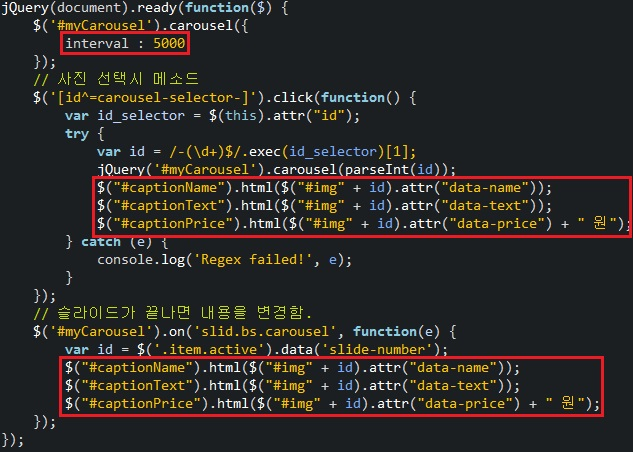 jQuery(document).ready(function($) {
    $('#myCarousel').carousel({
        interval : 5000
    });
    // 사진 선택시 메소드
    $('[id^=carousel-selector-]').click(function() {
        var id_selector = $(this).attr("id");
        try {
            var id = /-(\d+)$/.exec(id_selector)[1];
            jQuery('#myCarousel').carousel(parseInt(id));
            $("#captionName").html($("#img" + id).attr("data-name"));
            $("#captionText").html($("#img" + id).attr("data-text"));
            $("#captionPrice").html($("#img" + id).attr("data-price") + " 원");
        } catch (e) {
            console.log('Regex failed!', e);
        }
    });
    // 슬라이드가 끝나면 내용을 변경함.
    $('#myCarousel').on('slid.bs.carousel', function(e) {
        var id = $('.item.active').data('slide-number');
        $("#captionName").html($("#img" + id).attr("data-name"));
        $("#captionText").html($("#img" + id).attr("data-text"));
        $("#captionPrice").html($("#img" + id).attr("data-price") + " 원");
    });
});